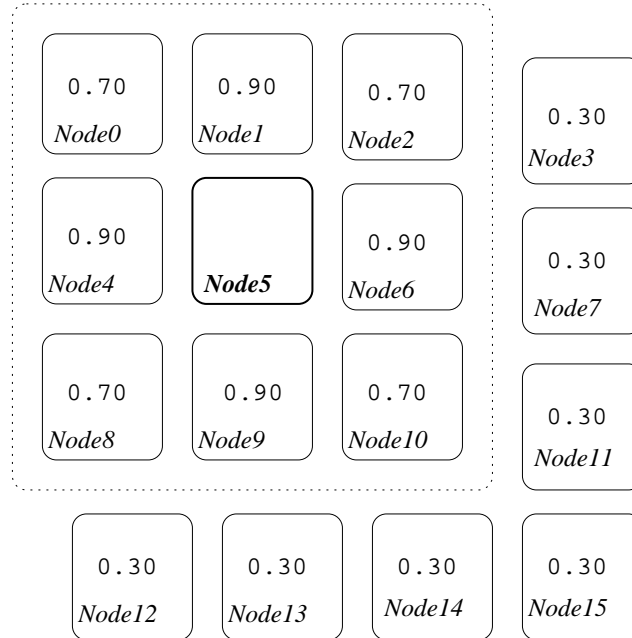 0.70
Node0
0.90
Node1
0.70
Node2
0.30
Node3
0.90
Node4
Node5
0.90
Node6
0.30
Node7
0.70
Node8
0.90
Node9
0.70
Node10
0.30
Node11
0.30
Node12
0.30
Node13
0.30
Node14
0.30
Node15